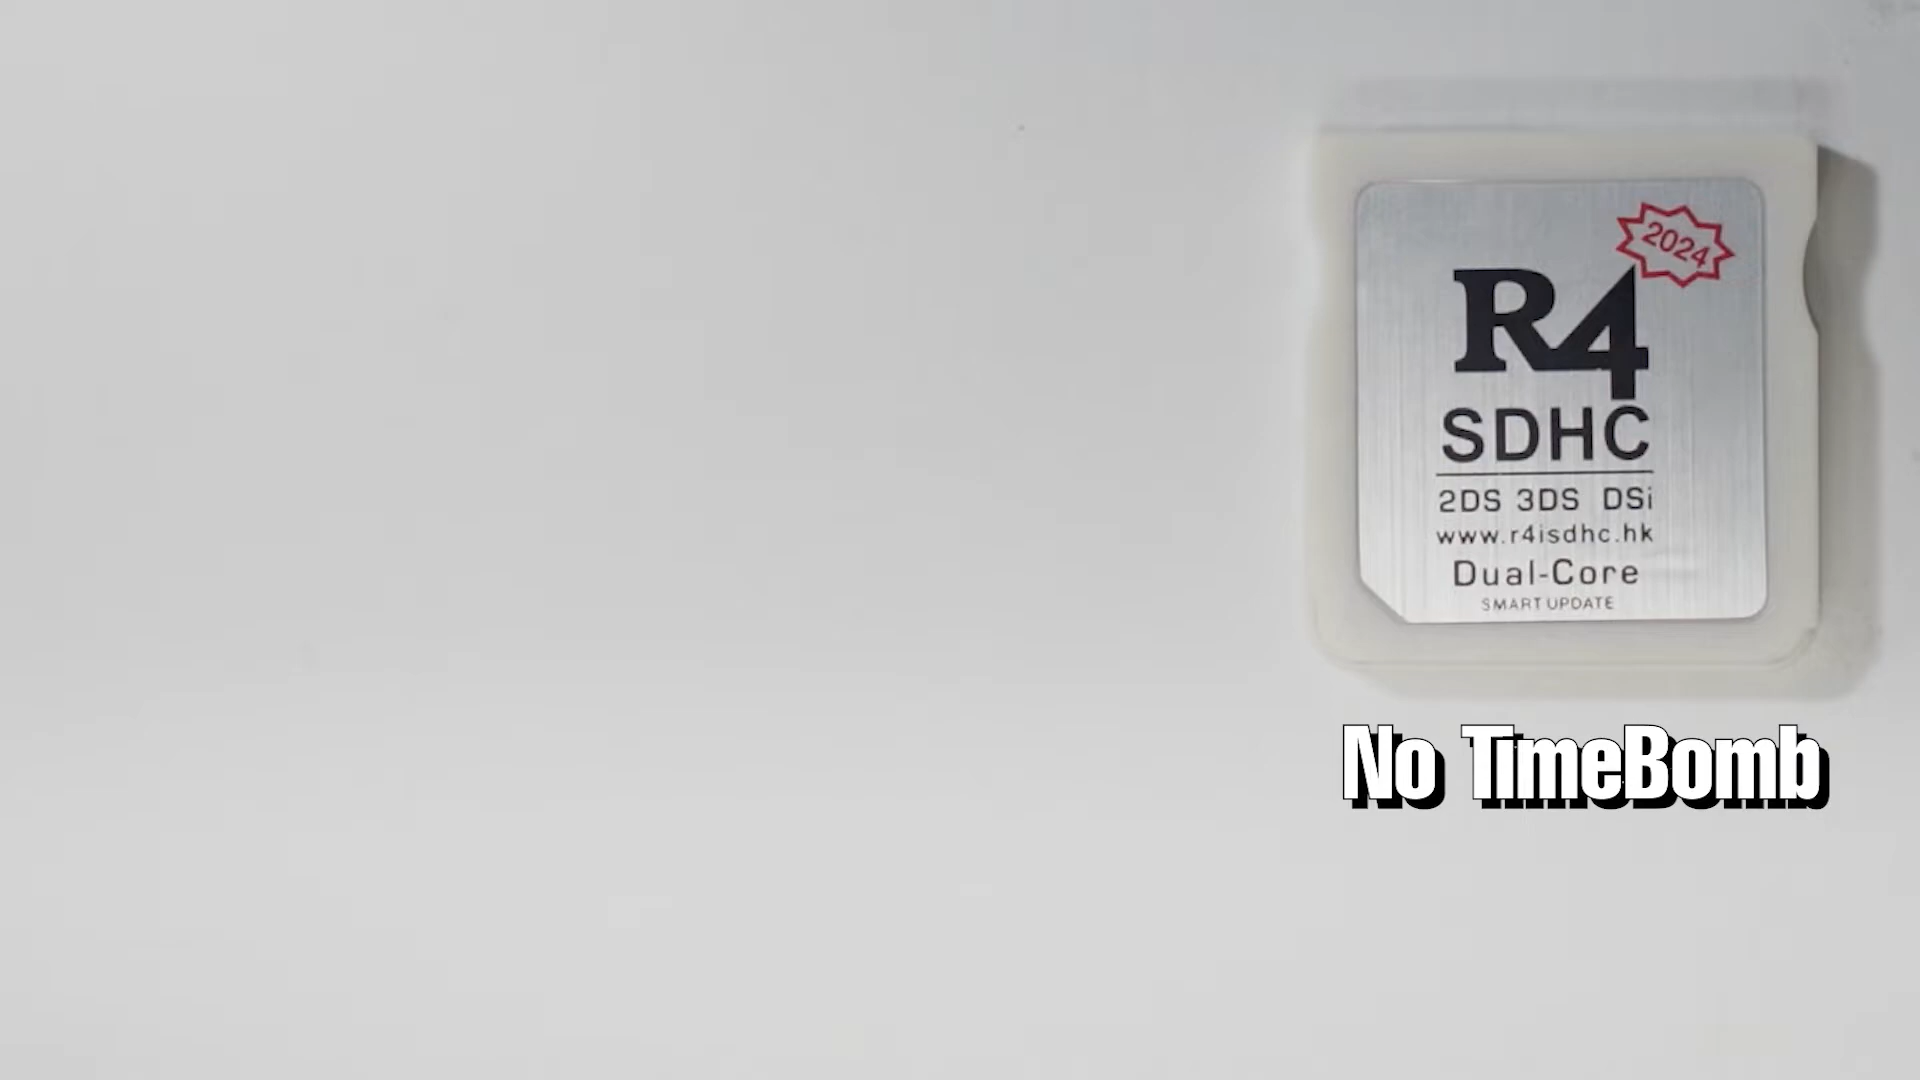 2024
R4
SDHC
2DS 3DS DSi
www.r4isdhc.hk
Dual-Core
SMART UPDATE
No TimeBomb